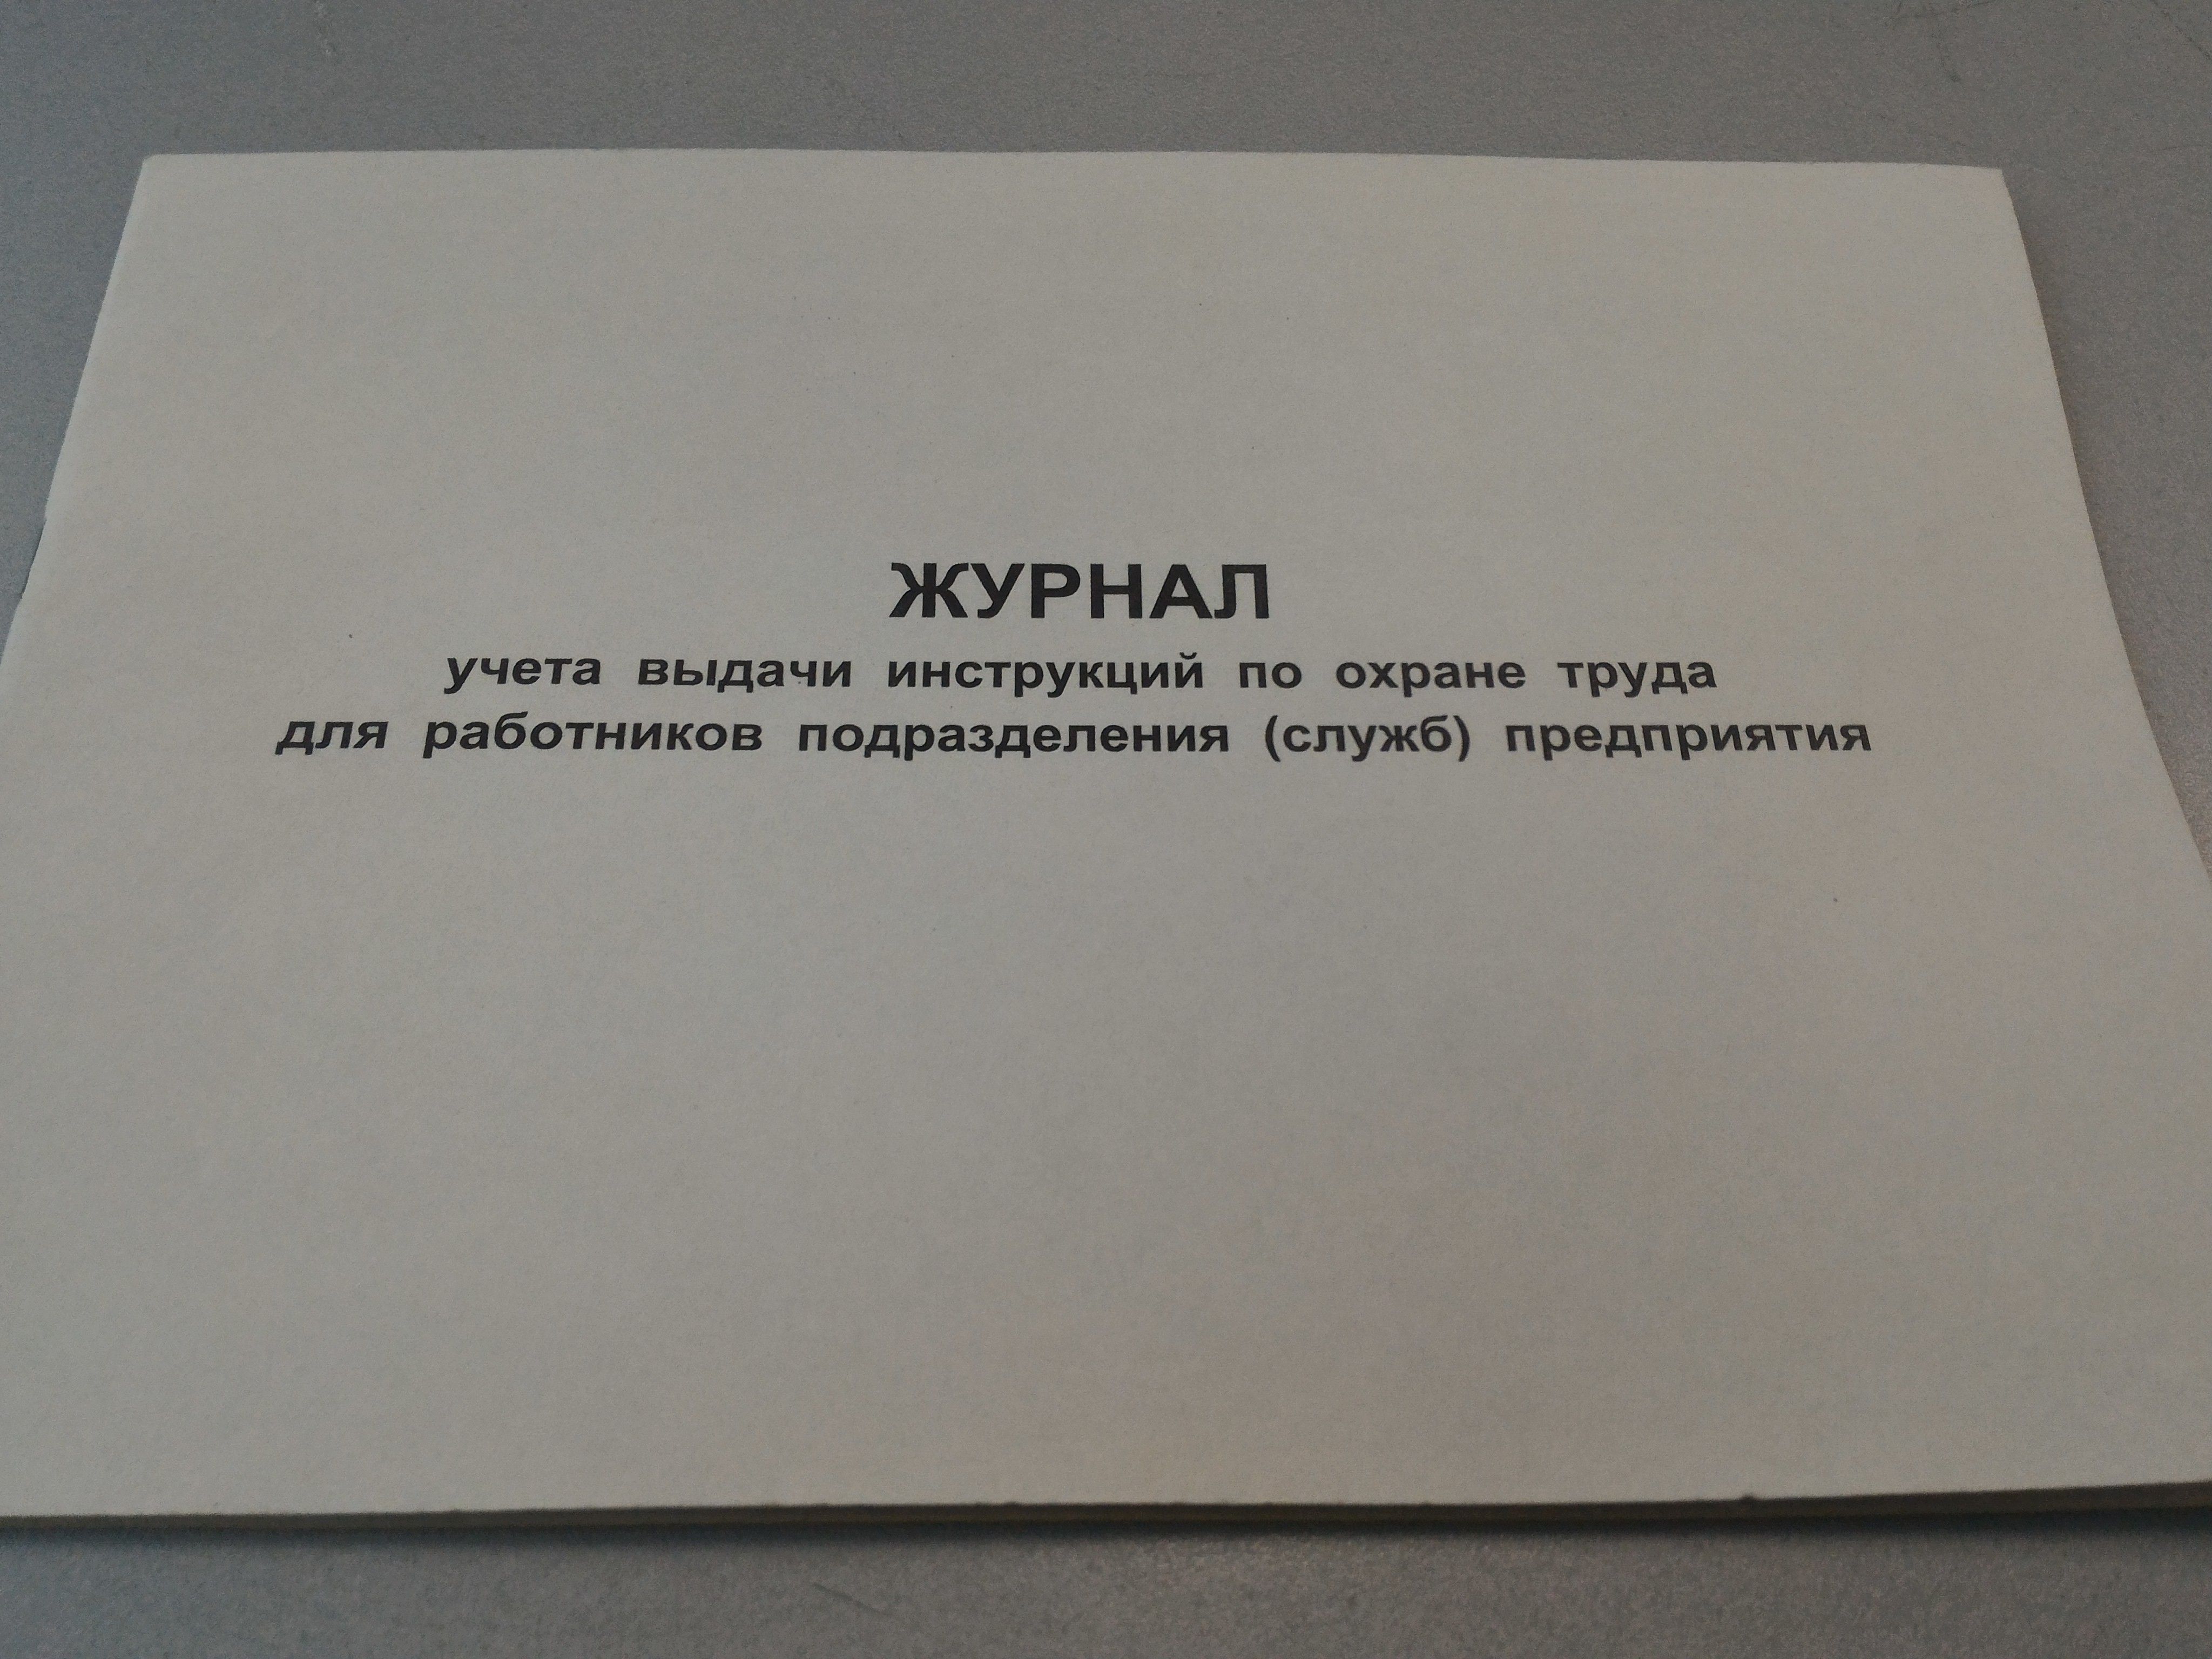 ЖУРНАЛ
учета выдачи инструкций по охране труда
для работников подразделения (служб) предприятия